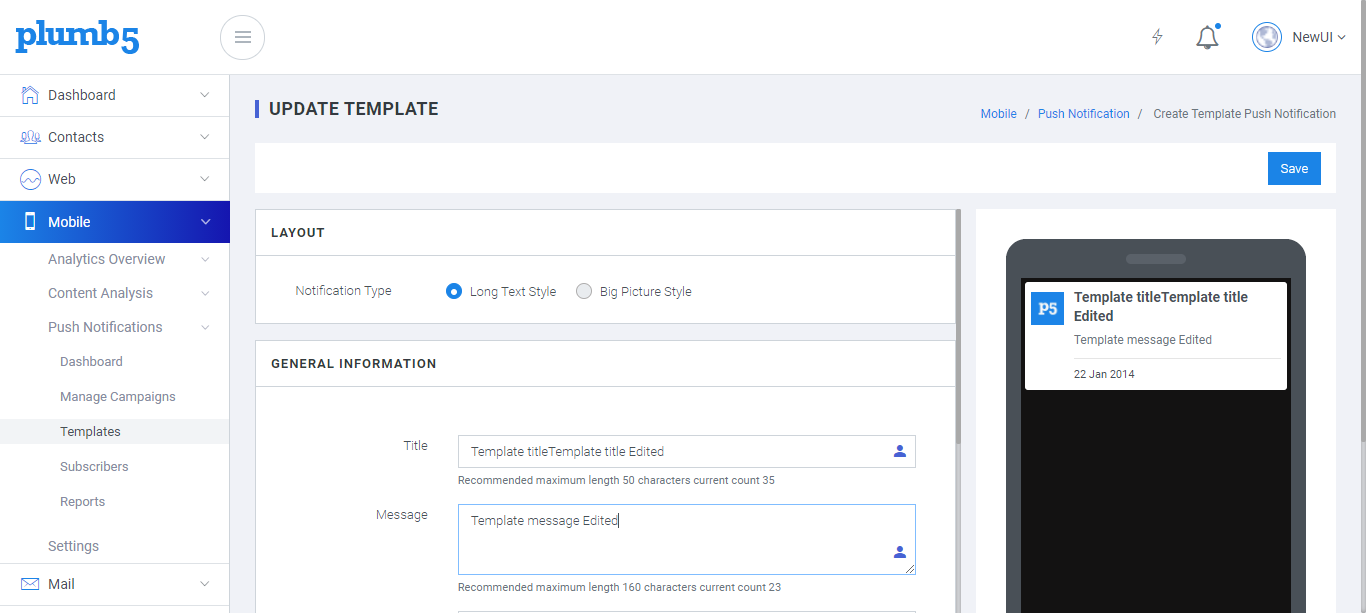 plumb5
NewUI
Dashboard
Contacts
Web
Mobile
Analytics Overview
Content Analysis
Push Notifications
Dashboard
Manage Campaigns
Templates
Subscribers
Reports
Settings
Mail
UPDATE TEMPLATE
Mobile / Push Notification / Create Template Push Notification
Save
LAYOUT
Notification Type Long Text Style Big Picture Style
GENERAL INFORMATION
Title Template titleTemplate title Edited
Recommended maximum length 50 characters current count 35
Message Template message Edited
Recommended maximum length 160 characters current count 23
P5
Template titleTemplate title
Edited
Template message Edited
22 Jan 2014